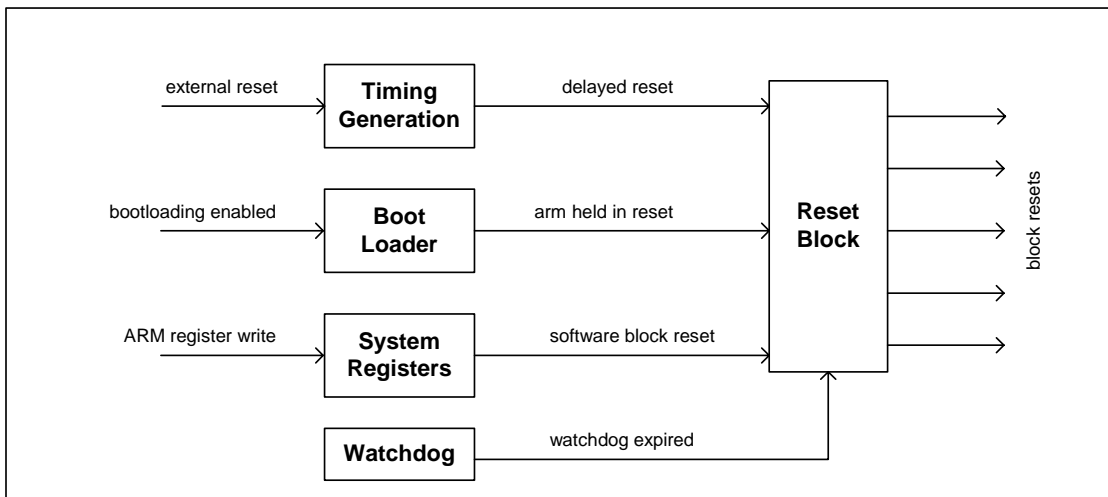 external reset
Timing
Generation
delayed reset
bootloading enabled
Boot
Loader
arm held in reset
Reset
Block
block resets
ARM register write
System
Registers
software block reset
Watchdog
watchdog expired